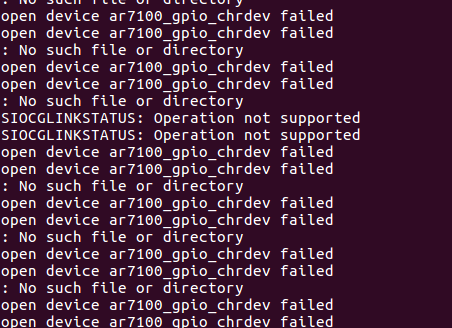 : No such file or directory
open device ar7100_gpio_chrdev failed
open device ar7100_gpio_chrdev failed
: No such file or directory
open device ar7100_gpio_chrdev failed
open device ar7100_gpio_chrdev failed
: No such file or directory
SIOCGLINKSTATUS: Operation not supported
SIOCGLINKSTATUS: Operation not supported
open device ar7100_gpio_chrdev failed
open device ar7100_gpio_chrdev failed
: No such file or directory
open device ar7100_gpio_chrdev failed
open device ar7100_gpio_chrdev failed
: No such file or directory
open device ar7100_gpio_chrdev failed
open device ar7100_gpio_chrdev failed
: No such file or directory
open device ar7100_gpio_chrdev failed
open device ar7100_gpio_chrdev failed